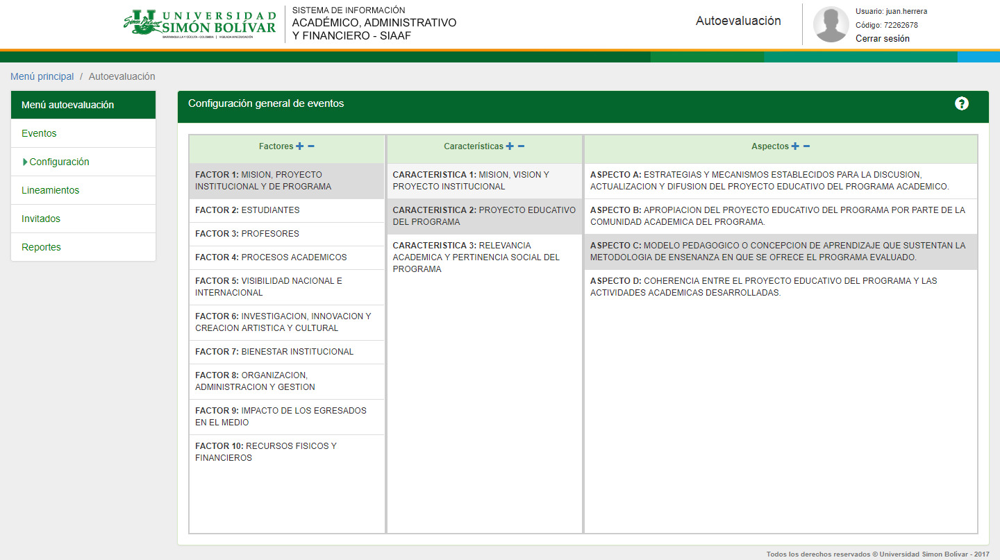 UNIVERSIDAD
SIMÓN BOLÍVAR
BARRANQUILLA Y CÚCUTA - COLOMBIA | VIGILADA MINEDUCACIÓN
SISTEMA DE INFORMACIÓN
ACADÉMICO, ADMINISTRATIVO
Y FINANCIERO - SIAAF
Autoevaluación
Usuario: juan.herrera
Código: 72262678
Cerrar sesión
Menú principal / Autoevaluación
Menú autoevaluación
Eventos
Configuración
Lineamientos
Invitados
Reportes
Configuración general de eventos
?
Factores + −
FACTOR 1: MISION, PROYECTO
INSTITUCIONAL Y DE PROGRAMA
FACTOR 2: ESTUDIANTES
FACTOR 3: PROFESORES
FACTOR 4: PROCESOS ACADEMICOS
FACTOR 5: VISIBILIDAD NACIONAL E
INTERNACIONAL
FACTOR 6: INVESTIGACION, INNOVACION Y
CREACION ARTISTICA Y CULTURAL
FACTOR 7: BIENESTAR INSTITUCIONAL
FACTOR 8: ORGANIZACION,
ADMINISTRACION Y GESTION
FACTOR 9: IMPACTO DE LOS EGRESADOS
EN EL MEDIO
FACTOR 10: RECURSOS FISICOS Y
FINANCIEROS
Características + −
CARACTERISTICA 1: MISION, VISION Y
PROYECTO INSTITUCIONAL
CARACTERISTICA 2: PROYECTO EDUCATIVO
DEL PROGRAMA
CARACTERISTICA 3: RELEVANCIA
ACADEMICA Y PERTINENCIA SOCIAL DEL
PROGRAMA
Aspectos + −
ASPECTO A: ESTRATEGIAS Y MECANISMOS ESTABLECIDOS PARA LA DISCUSION,
ACTUALIZACION Y DIFUSION DEL PROYECTO EDUCATIVO DEL PROGRAMA ACADEMICO.
ASPECTO B: APROPIACION DEL PROYECTO EDUCATIVO DEL PROGRAMA POR PARTE DE LA
COMUNIDAD ACADEMICA DEL PROGRAMA.
ASPECTO C: MODELO PEDAGOGICO O CONCEPCION DE APRENDIZAJE QUE SUSTENTAN LA
METODOLOGIA DE ENSENANZA EN QUE SE OFRECE EL PROGRAMA EVALUADO.
ASPECTO D: COHERENCIA ENTRE EL PROYECTO EDUCATIVO DEL PROGRAMA Y LAS
ACTIVIDADES ACADEMICAS DESARROLLADAS.
Todos los derechos reservados © Universidad Simon Bolívar - 2017